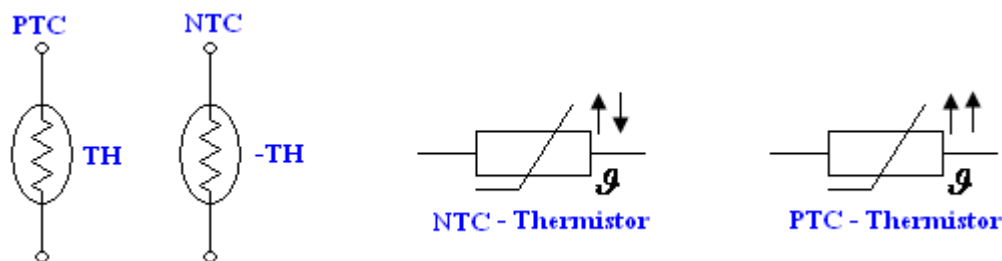 PTC
NTC
TH
-TH
ϑ
NTC - Thermistor
ϑ
PTC - Thermistor